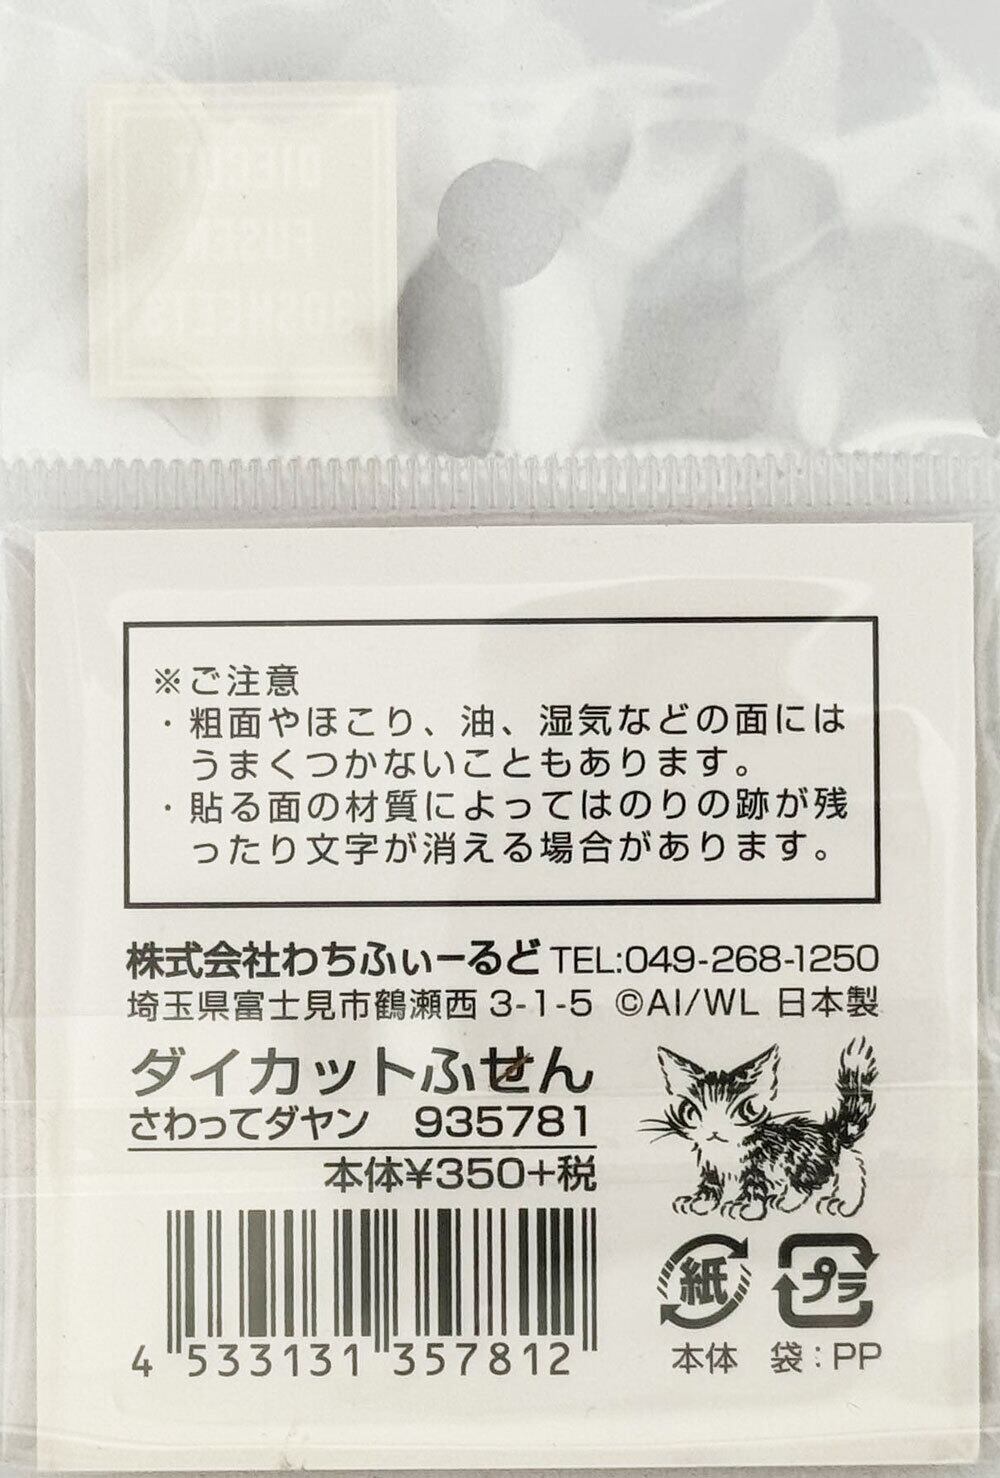 DIECUT
FUSEN
30SHEETS
※ご注意
・粗面やほこり、油、湿気などの面には
うまくつかないこともあります。
・貼る面の材質によってはのりの跡が残
ったり文字が消える場合があります。
株式会社わちふぃーるど TEL:049-268-1250
埼玉県富士見市鶴瀬西 3-1-5 ©AI/WL 日本製
ダイカットふせん
さわってダヤン 935781
本体¥350+税
4 533131 357812
紙 プラ
本体 袋:PP